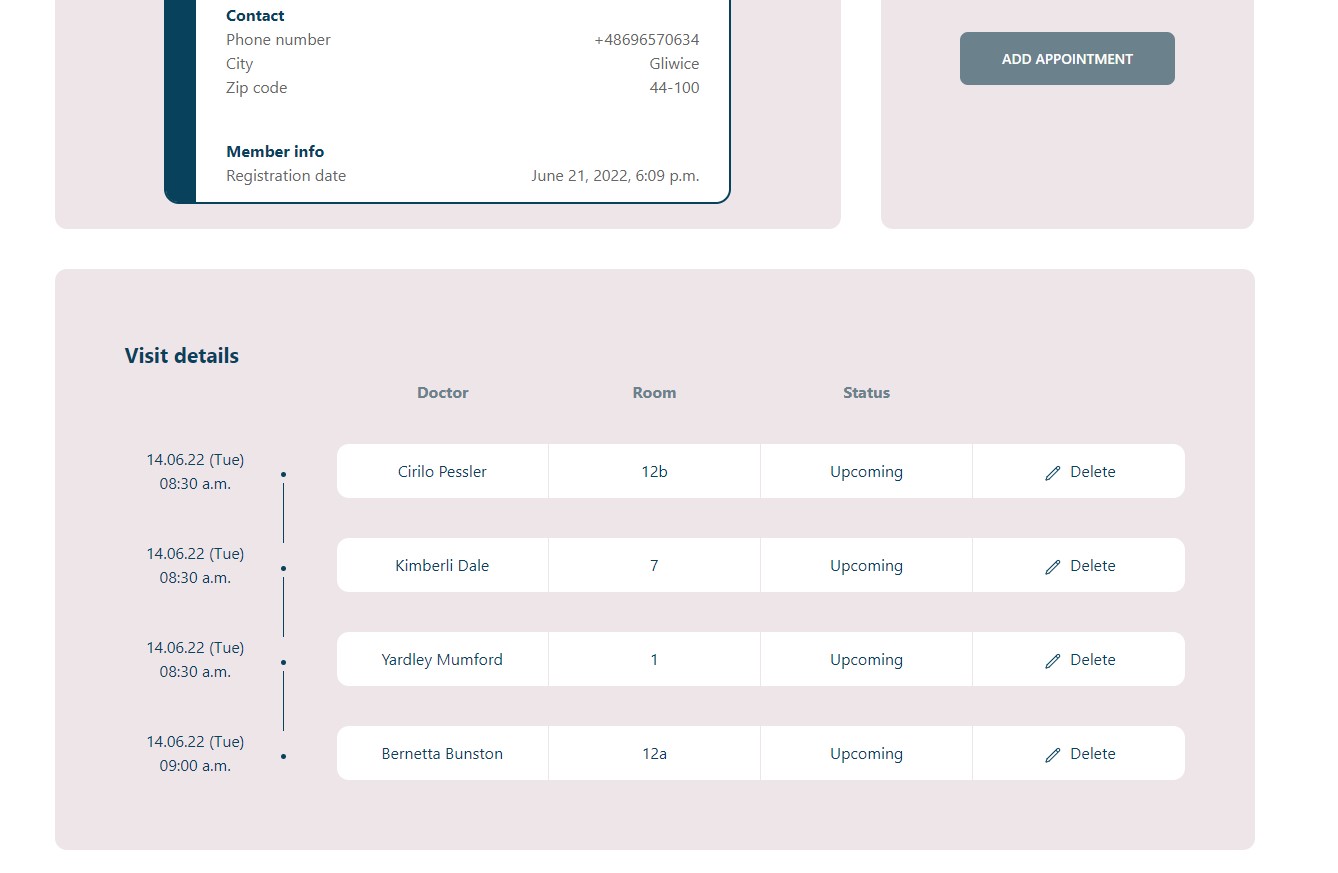 Contact
Phone number +48696570634
City Gliwice
Zip code 44-100
Member info
Registration date June 21, 2022, 6:09 p.m.
ADD APPOINTMENT
Visit details
Doctor Room Status
14.06.22 (Tue)
08:30 a.m.
Cirilo Pessler 12b Upcoming Delete
14.06.22 (Tue)
08:30 a.m.
Kimberli Dale 7 Upcoming Delete
14.06.22 (Tue)
08:30 a.m.
Yardley Mumford 1 Upcoming Delete
14.06.22 (Tue)
09:00 a.m.
Bernetta Bunston 12a Upcoming Delete